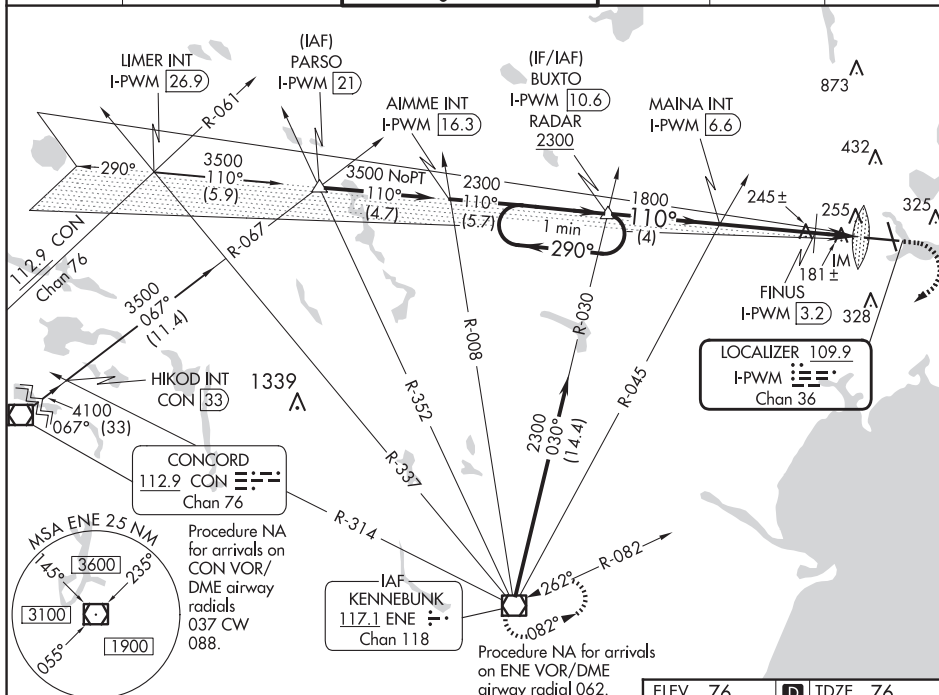 (IAF)
PARSO
I-PWM 21
LIMER INT
I-PWM 26.9
(IF/IAF)
BUXTO
I-PWM 10.6
RADAR
2300
AIMME INT
I-PWM 16.3
MAINA INT
I-PWM 6.6
873
432
R-061
290°
3500
110°
(5.9)
3500 NoPT
110°
(4.7)
2300
110°
(5.7)
1800
110°
(4)
245±
255
325
1 min
290°
IM
181±
FINUS
I-PWM 3.2
328
112.9 CON
Chan 76
R-067
3500
067°
(11.4)
R-008
R-030
R-045
LOCALIZER 109.9
I-PWM
Chan 36
HIKOD INT
CON 33
1339
4100
067° (33)
R-352
2300
030°
(14.4)
CONCORD
112.9 CON
Chan 76
R-337
R-314
MSA ENE 25 NM
145°
3600
235°
3100
1900
055°
Procedure NA
for arrivals on
CON VOR/
DME airway
radials
037 CW
088.
IAF
KENNEBUNK
117.1 ENE
Chan 118
262°
R-082
082°
Procedure NA for arrivals
on ENE VOR/DME
airway radial 062.
ELEV 76
D
TDZE 76